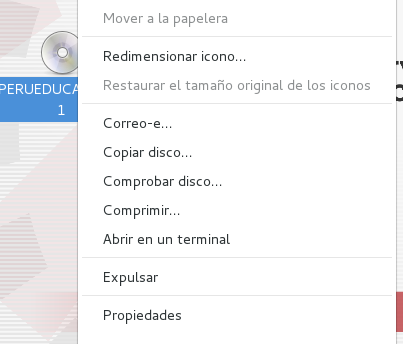 Mover a la papelera
Redimensionar icono...
Restaurar el tamaño original de los iconos
PERUEDUCA
1
Correo-e...
Copiar disco...
Comprobar disco...
Comprimir...
Abrir en un terminal
Expulsar
Propiedades